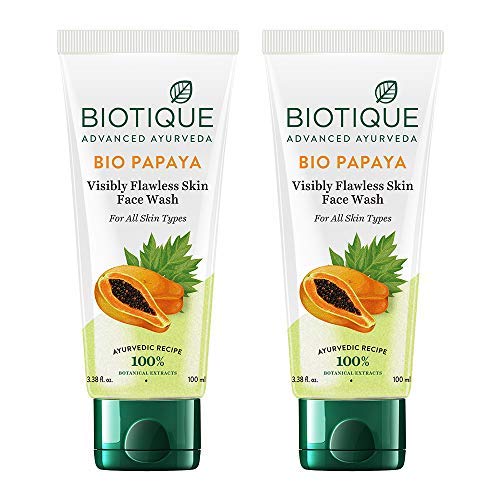 BIOTIQUE
ADVANCED AYURVEDA
BIO PAPAYA
Visibly Flawless Skin
Face Wash
For All Skin Types
AYURVEDIC RECIPE
100%
BOTANICAL EXTRACTS
3.38 fl. oz. 100 ml
BIOTIQUE
ADVANCED AYURVEDA
BIO PAPAYA
Visibly Flawless Skin
Face Wash
For All Skin Types
AYURVEDIC RECIPE
100%
BOTANICAL EXTRACTS
3.38 fl. oz. 100 ml